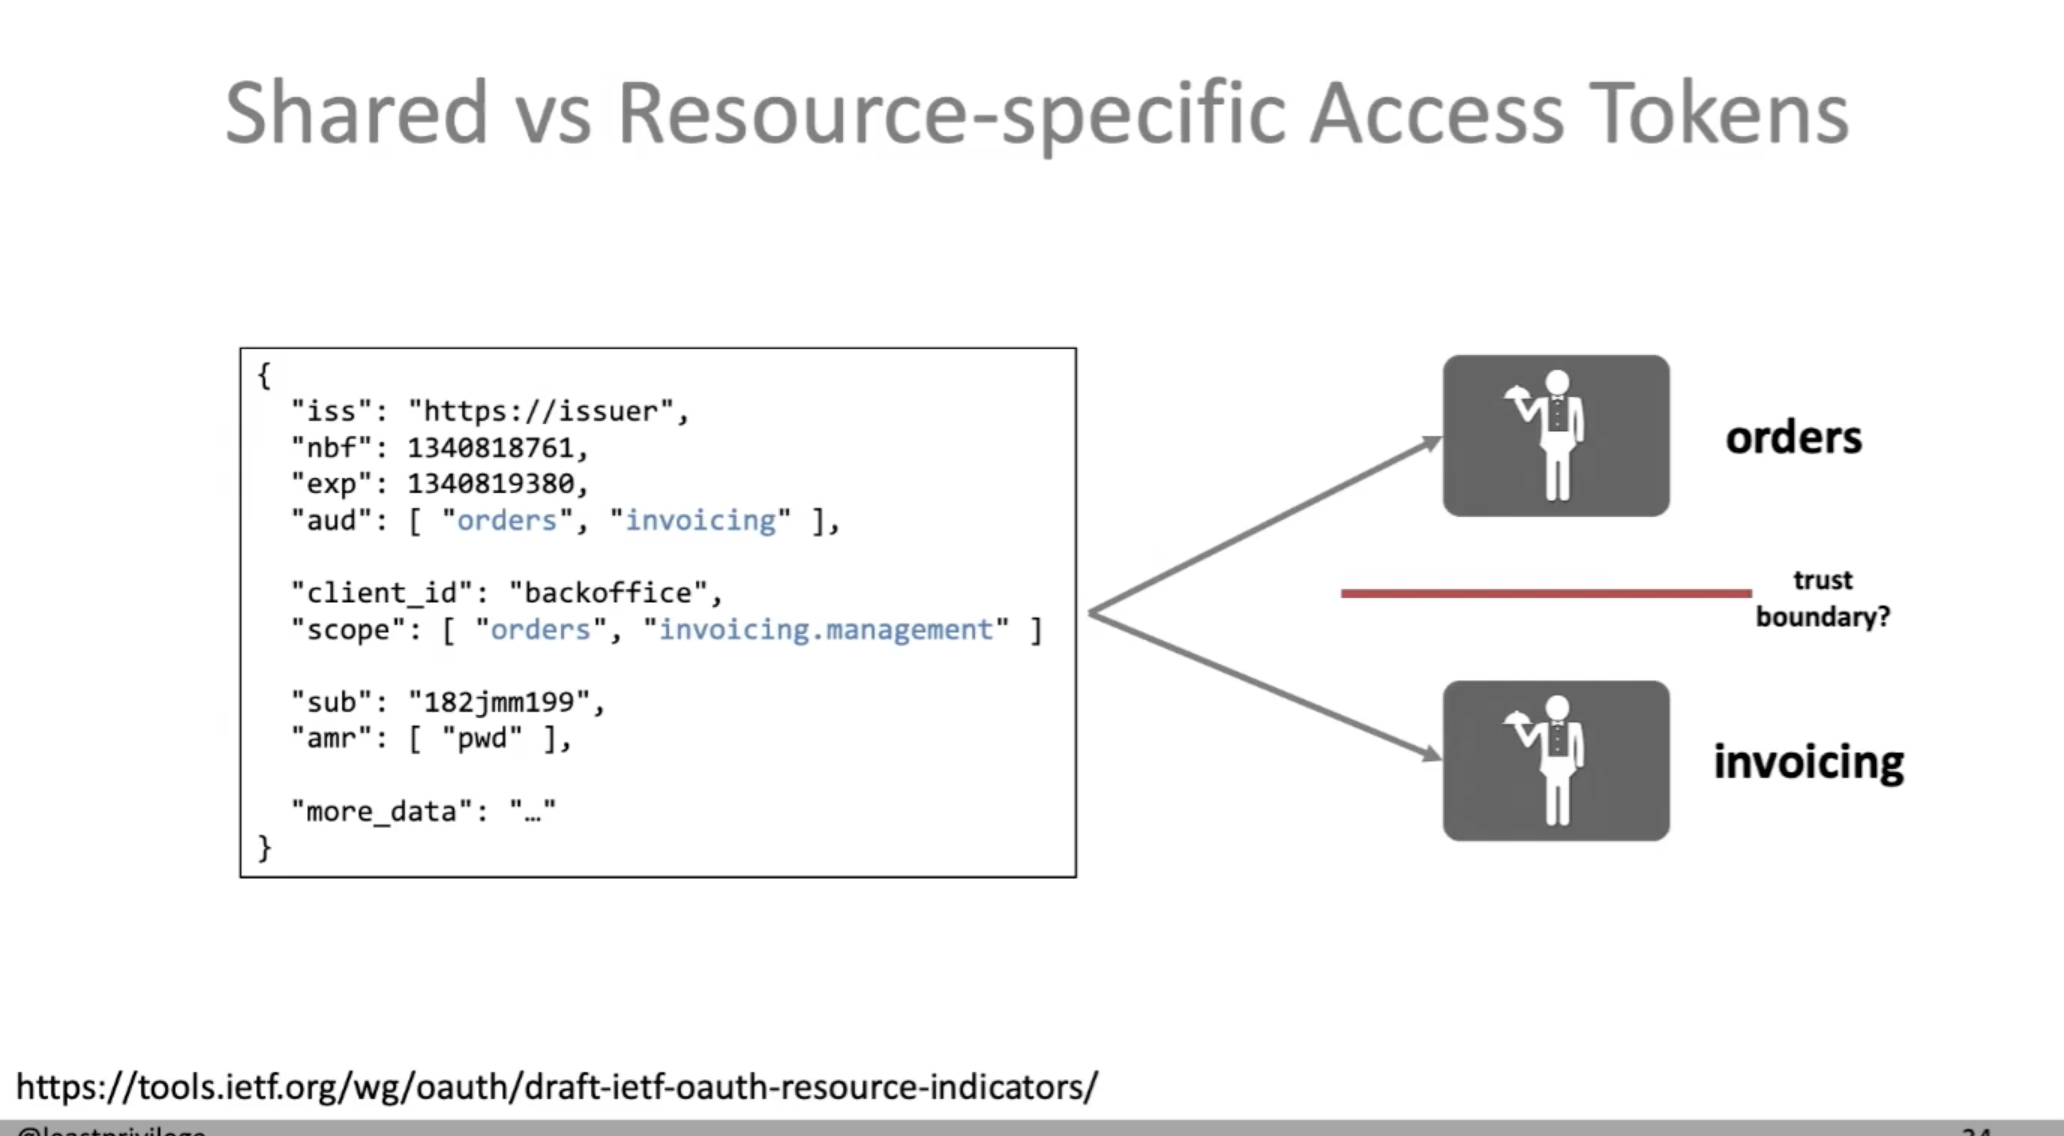 Shared vs Resource-specific Access Tokens
{
"iss": "https://issuer",
"nbf": 1340818761,
"exp": 1340819380,
"aud": [ "orders", "invoicing" ],
"client_id": "backoffice",
"scope": [ "orders", "invoicing.management" ]
"sub": "182jmm199",
"amr": [ "pwd" ],
"more_data": "…"
}
orders
trust
boundary?
invoicing
https://tools.ietf.org/wg/oauth/draft-ietf-oauth-resource-indicators/
@leastprivilege